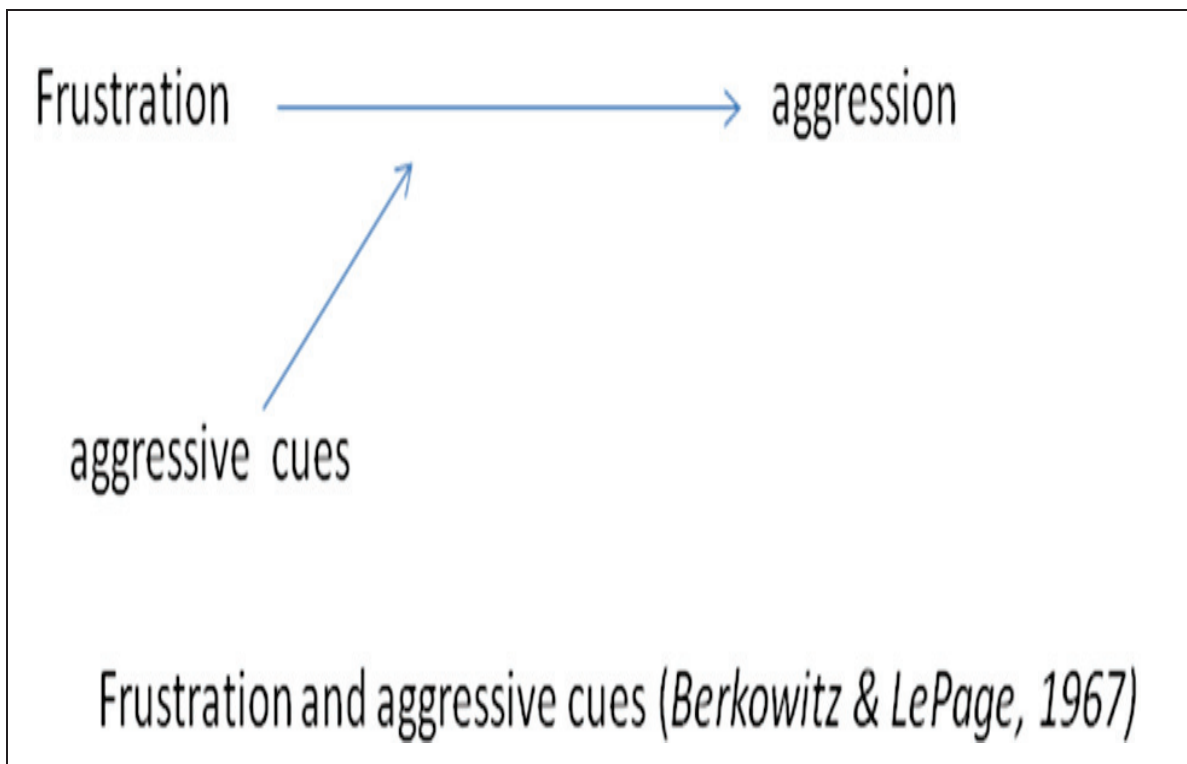 Frustration aggression
aggressive cues
Frustration and aggressive cues (Berkowitz & LePage, 1967)